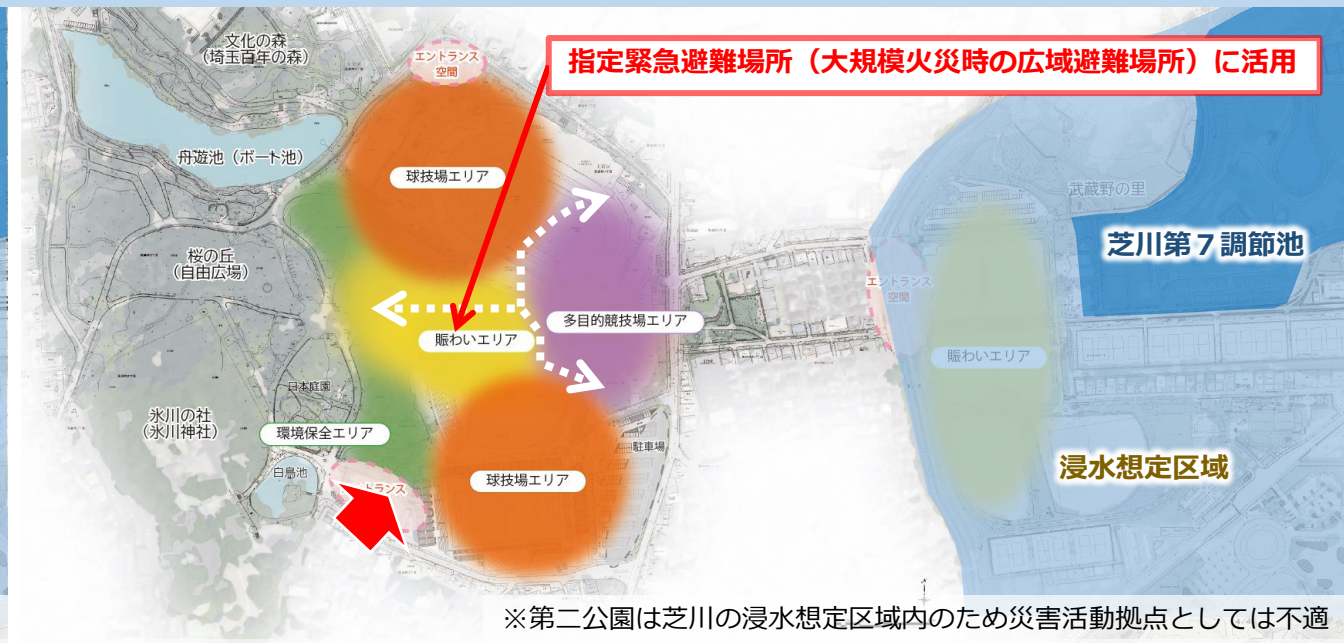 指定緊急避難場所（大規模火災時の広域避難場所）に活用
文化の森
（埼玉百年の森）
エントランス
空間
舟遊池（ボート池）
球技場エリア
武蔵野の里
芝川第７調節池
桜の丘
（自由広場）
エントランス
空間
多目的競技場エリア
賑わいエリア
賑わいエリア
日本庭園
氷川の社
（氷川神社）
環境保全エリア
駐車場
浸水想定区域
白鳥池
球技場エリア
エントランス
※第二公園は芝川の浸水想定区域内のため災害活動拠点としては不適